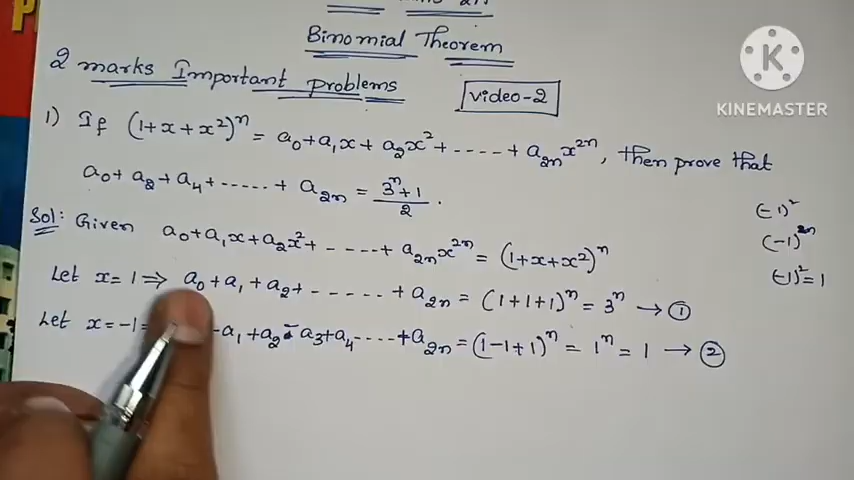 Binomial Theorem
2 marks Important problems
video-2
K
KINEMASTER
1) If (1+x+x²)ⁿ = a₀+a₁x+a₂x²+-----+a₂ₙx²ⁿ, then prove that
a₀+a₂+a₄+------+a₂ₙ = (3ⁿ+1)/2.
Sol: Given a₀+a₁x+a₂x²+-----+a₂ₙx²ⁿ = (1+x+x²)ⁿ
Let x=1 ⇒ a₀+a₁+a₂+------+a₂ₙ = (1+1+1)ⁿ = 3ⁿ → ①
Let x=-1= -a₁+a₂-a₃+a₄----+a₂ₙ = (1-1+1)ⁿ = 1ⁿ = 1 → ②
(-1)²
(-1)²ⁿ
(-1)²=1